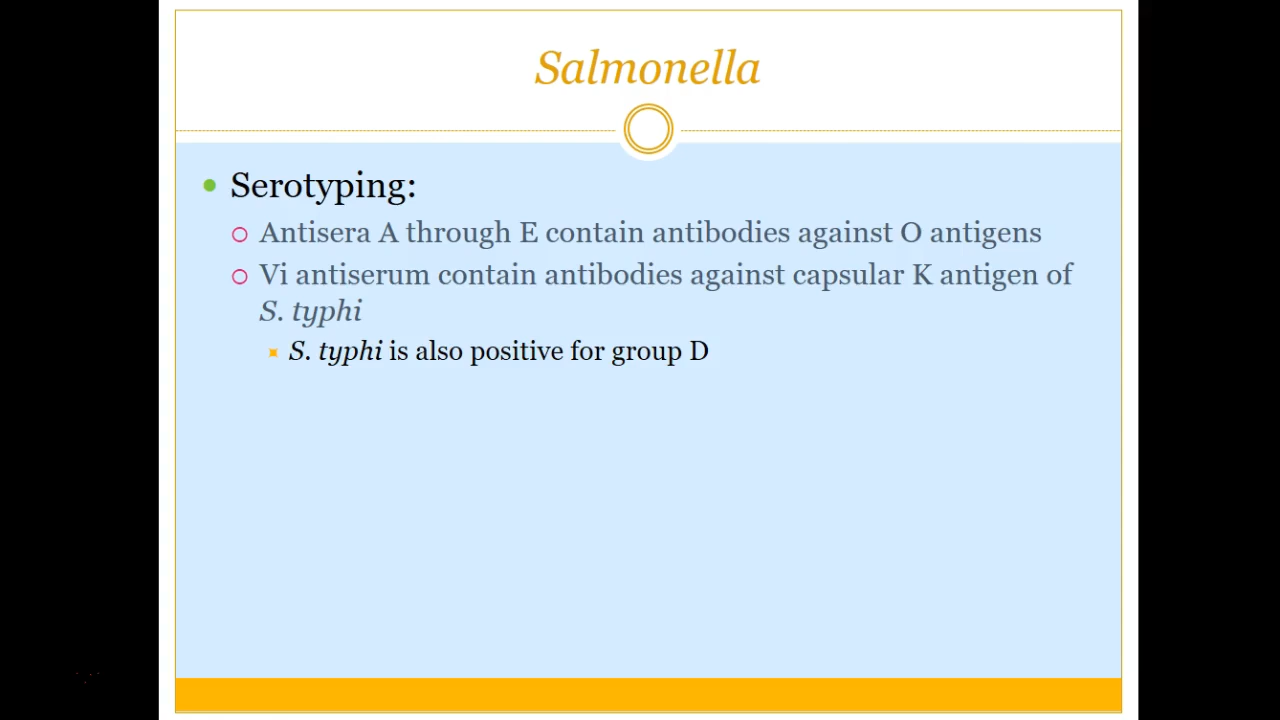 Salmonella
Serotyping:
Antisera A through E contain antibodies against O antigens
Vi antiserum contain antibodies against capsular K antigen of
S. typhi
S. typhi is also positive for group D